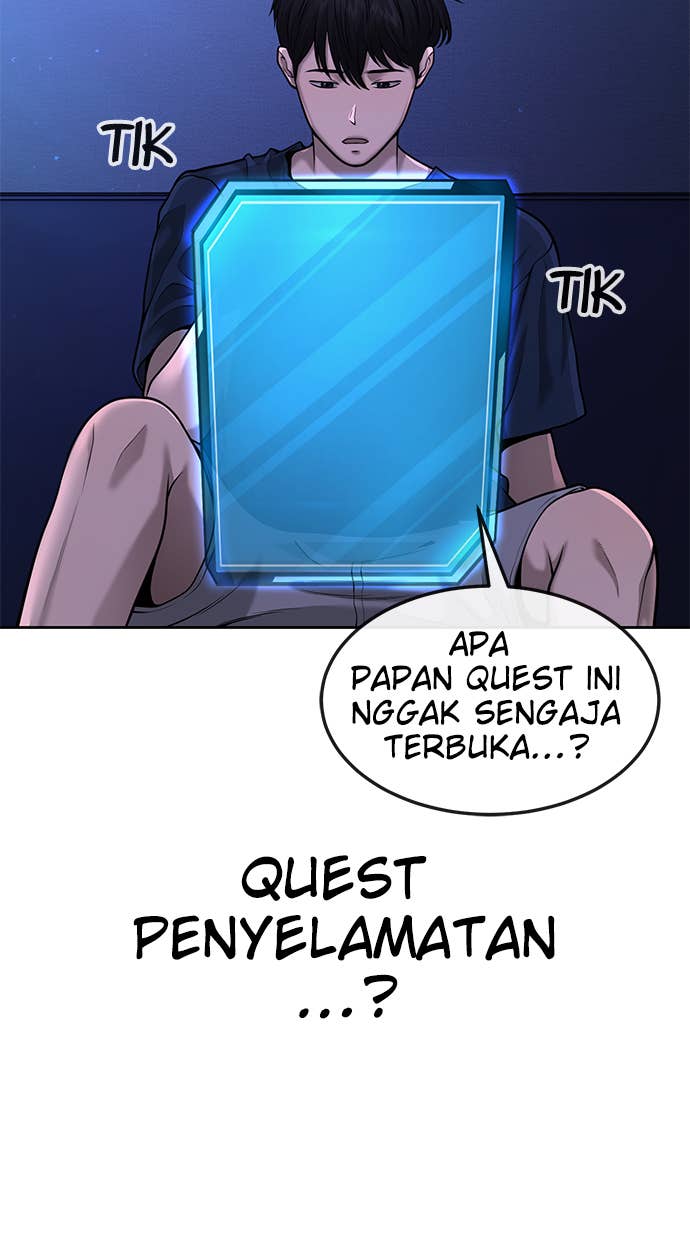 TIK
TIK
APA
PAPAN QUEST INI
NGGAK SENGAJA
TERBUKA...?
QUEST
PENYELAMATAN
...?